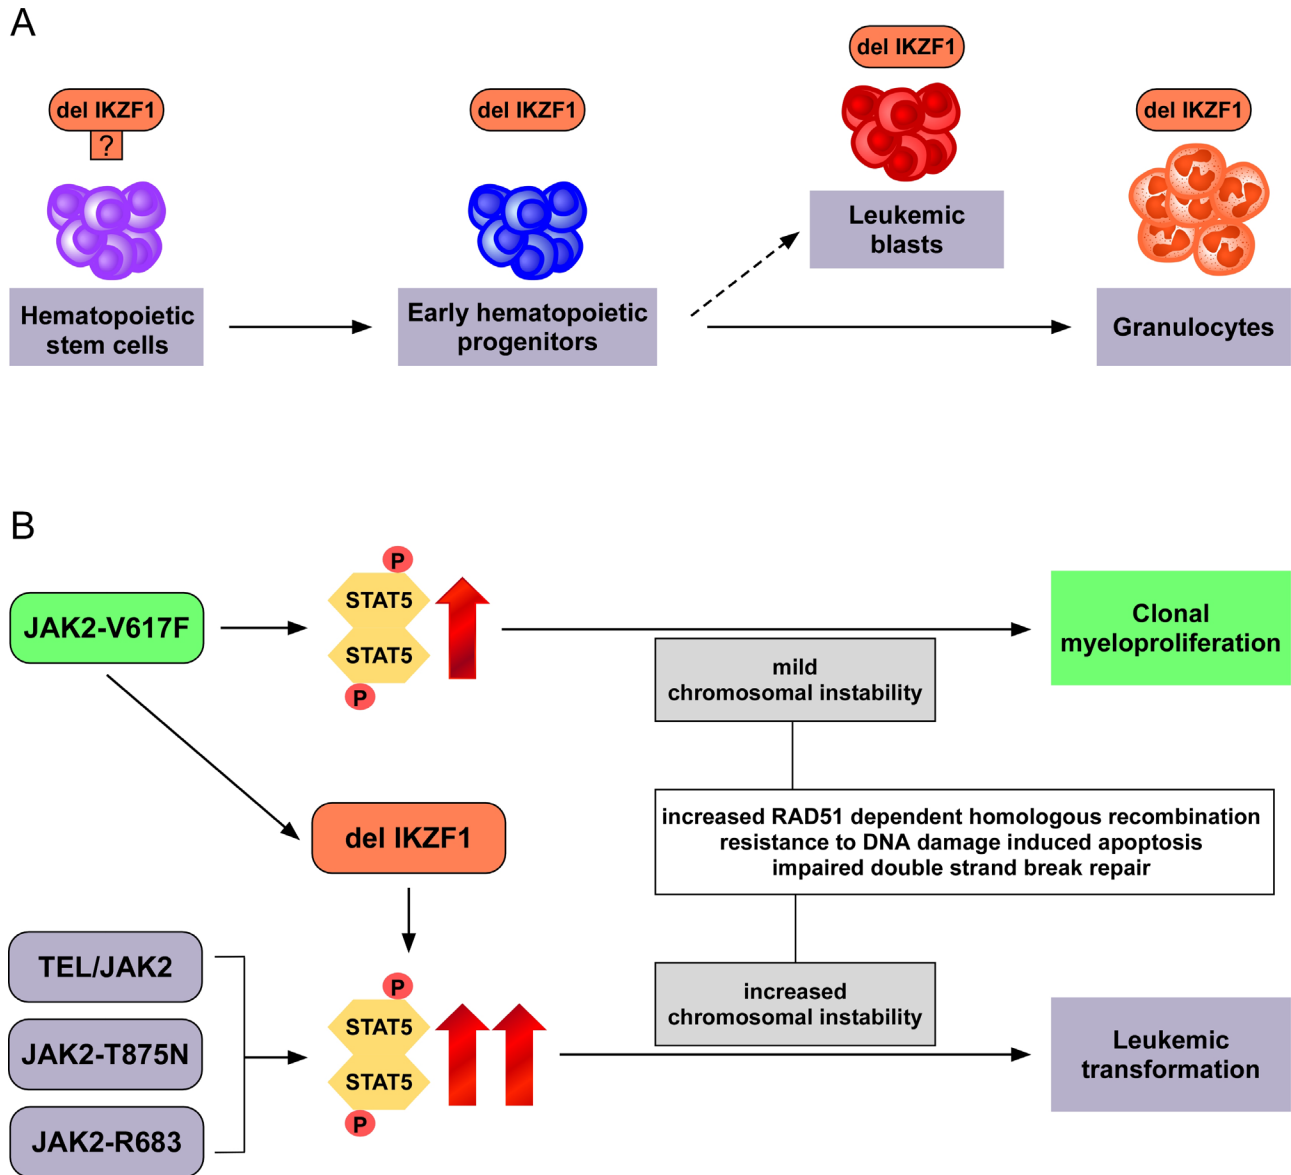 A
del IKZF1
?
Hematopoietic
stem cells
del IKZF1
Early hematopoietic
progenitors
del IKZF1
Leukemic
blasts
del IKZF1
Granulocytes
B
JAK2-V617F
P
STAT5
STAT5
P
mild
chromosomal instability
Clonal
myeloproliferation
del IKZF1
increased RAD51 dependent homologous recombination
resistance to DNA damage induced apoptosis
impaired double strand break repair
TEL/JAK2
JAK2-T875N
JAK2-R683
P
STAT5
STAT5
P
increased
chromosomal instability
Leukemic
transformation